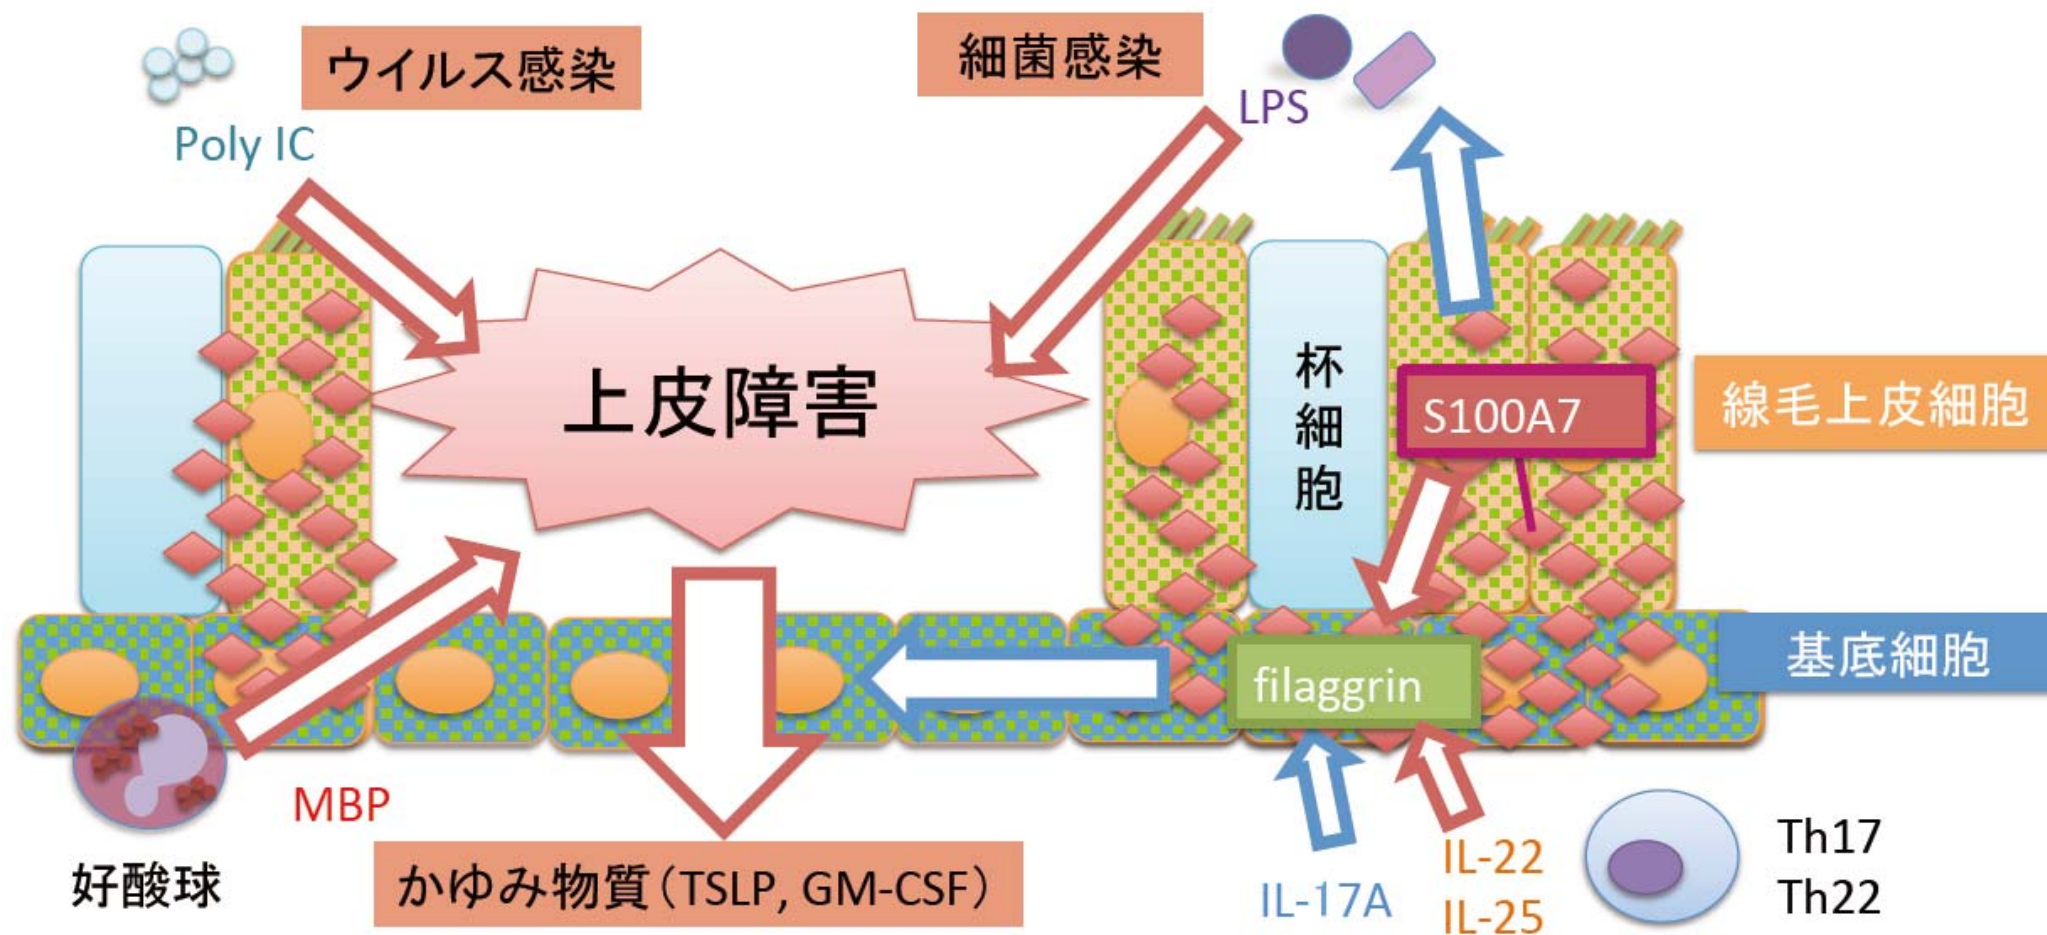 ウイルス感染
細菌感染
Poly IC
LPS
上皮障害
杯細胞
S100A7
線毛上皮細胞
filaggrin
基底細胞
MBP
好酸球
かゆみ物質(TSLP, GM-CSF)
IL-17A
IL-22
IL-25
Th17
Th22